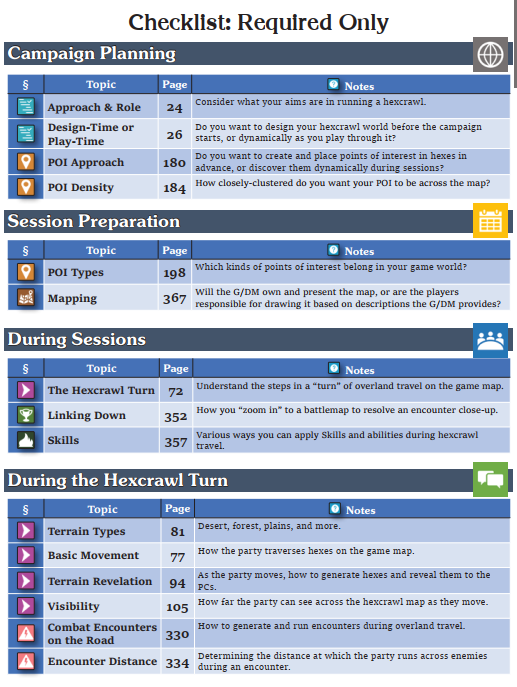 Checklist: Required Only
Campaign Planning
§ Topic Page Notes
Approach & Role 24 Consider what your aims are in running a hexcrawl.
Design-Time or
Play-Time 26 Do you want to design your hexcrawl world before the campaign
starts, or dynamically as you play through it?
POI Approach 180 Do you want to create and place points of interest in hexes in
advance, or discover them dynamically during sessions?
POI Density 184 How closely-clustered do you want your POI to be across the map?
Session Preparation
§ Topic Page Notes
POI Types 198 Which kinds of points of interest belong in your game world?
Mapping 367 Will the G/DM own and present the map, or are the players
responsible for drawing it based on descriptions the G/DM provides?
During Sessions
§ Topic Page Notes
The Hexcrawl Turn 72 Understand the steps in a “turn” of overland travel on the game map.
Linking Down 352 How you “zoom in” to a battlemap to resolve an encounter close-up.
Skills 357 Various ways you can apply Skills and abilities during hexcrawl
travel.
During the Hexcrawl Turn
§ Topic Page Notes
Terrain Types 81 Desert, forest, plains, and more.
Basic Movement 77 How the party traverses hexes on the game map.
Terrain Revelation 94 As the party moves, how to generate hexes and reveal them to the
PCs.
Visibility 105 How far the party can see across the hexcrawl map as they move.
Combat Encounters
on the Road 330 How to generate and run encounters during overland travel.
Encounter Distance 334 Determining the distance at which the party runs across enemies
during an encounter.